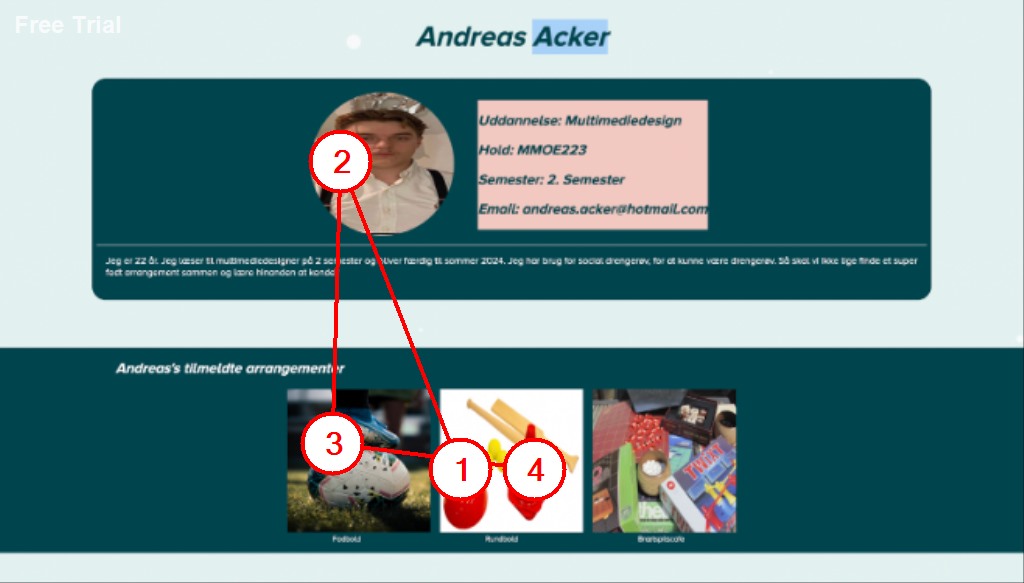 Free Trial
Andreas Acker
Uddannelse: Multimediedesign
Hold: MMOE223
Semester: 2. Semester
Email: andreas.acker@hotmail.com
2
Jeg er 22 år. Jeg læser til multimediedesigner på 2 semester og bliver færdig til sommer 2024. Jeg har brug for social drengerøv, for at kunne være drengerøv. Så skal vi ikke lige finde et super
fedt arrangement sammen og lære hinanden at kende
Andreas's tilmeldte arrangementer
3
1
4
Fodbold
Rundbold
Brætspilscafe